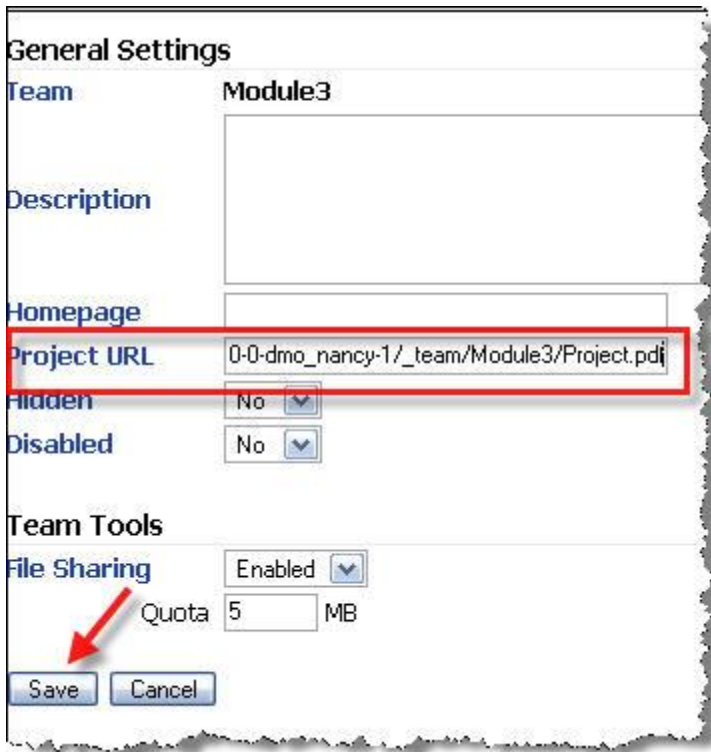 General Settings
Team Module3
Description
Homepage
Project URL 0-0-dmo_nancy-1/_team/Module3/Project.pdf
Hidden No
Disabled No
Team Tools
File Sharing Enabled
Quota 5 MB
Save Cancel